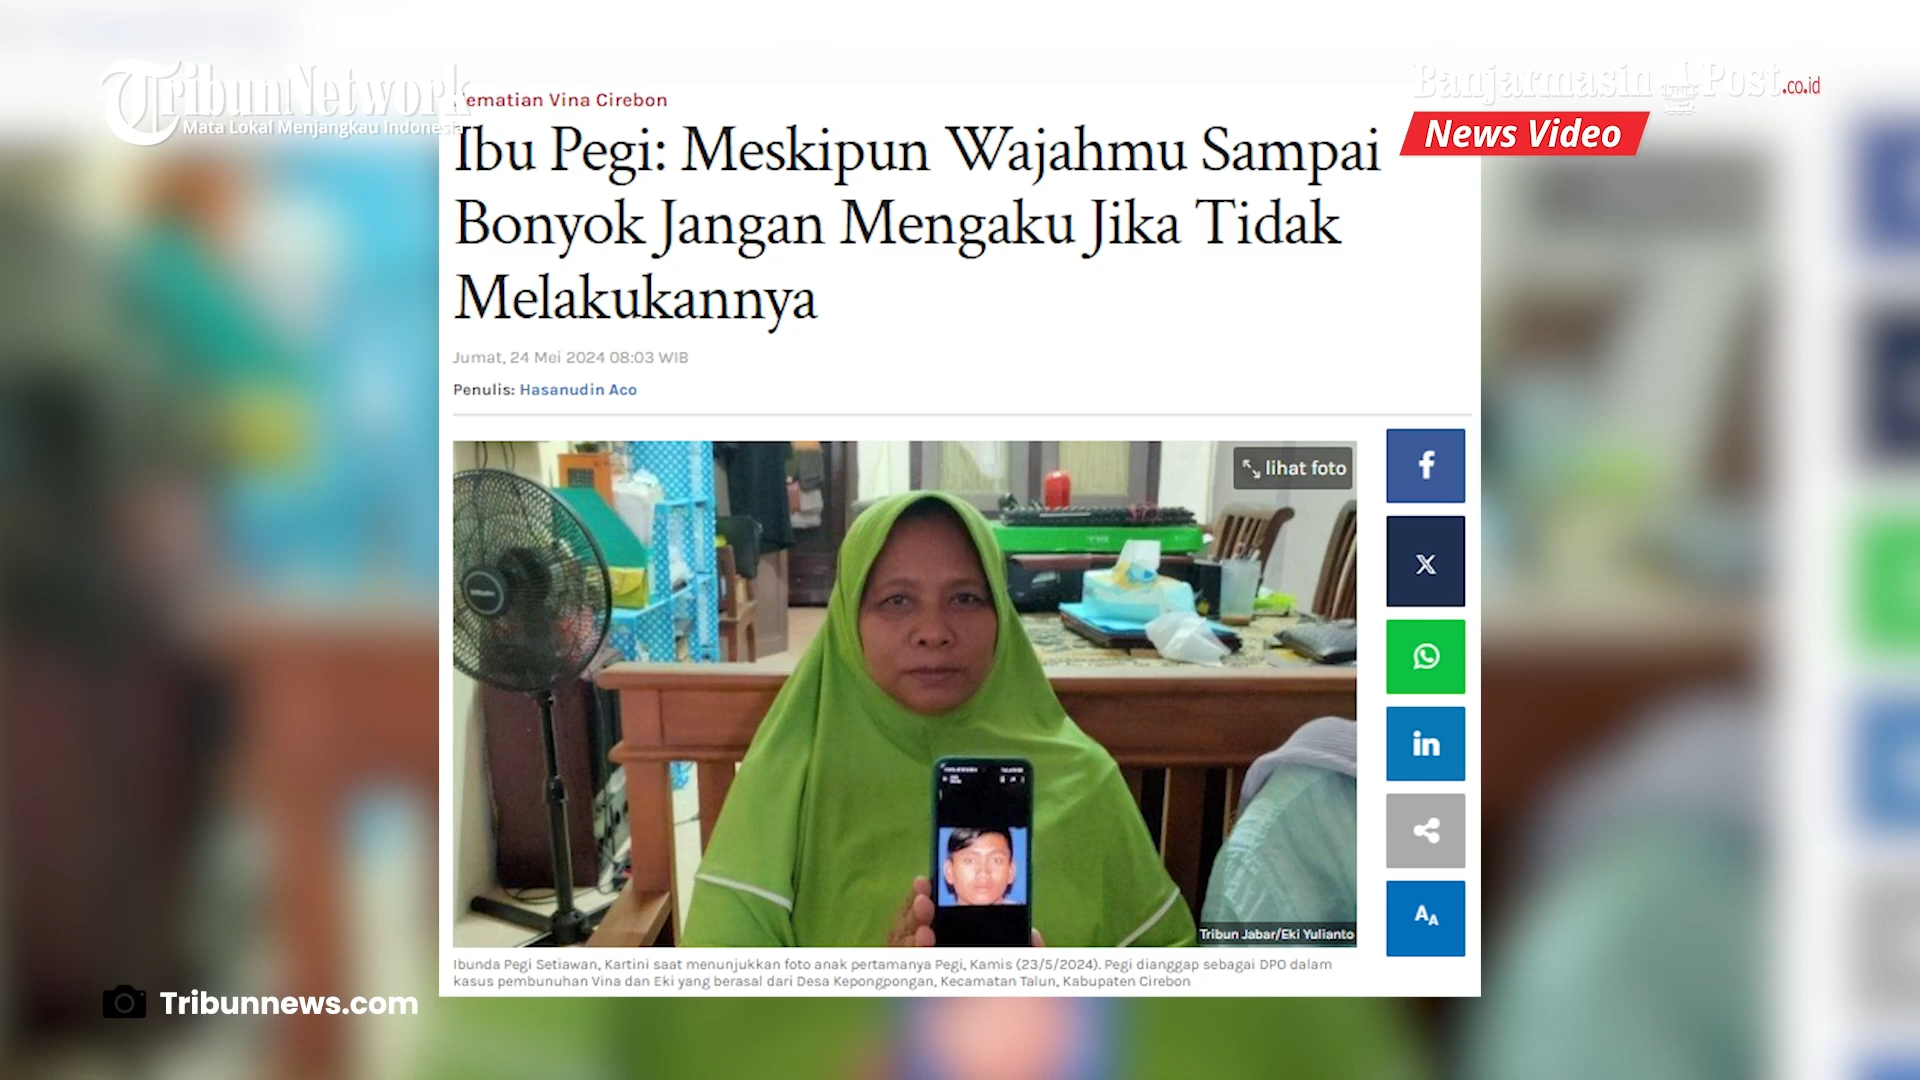 TribunNetwork
Mata Lokal Menjangkau Indonesia
Banjarmasin Post.co.id
News Video
Kematian Vina Cirebon
Ibu Pegi: Meskipun Wajahmu Sampai
Bonyok Jangan Mengaku Jika Tidak
Melakukannya
Jumat, 24 Mei 2024 08:03 WIB
Penulis: Hasanudin Aco
lihat foto
f
X
in
AA
Tribun Jabar/Eki Yulianto
Ibunda Pegi Setiawan, Kartini saat menunjukkan foto anak pertamanya Pegi, Kamis (23/5/2024). Pegi dianggap sebagai DPO dalam
kasus pembunuhan Vina dan Eki yang berasal dari Desa Kepongpongan, Kecamatan Talun, Kabupaten Cirebon
Tribunnews.com